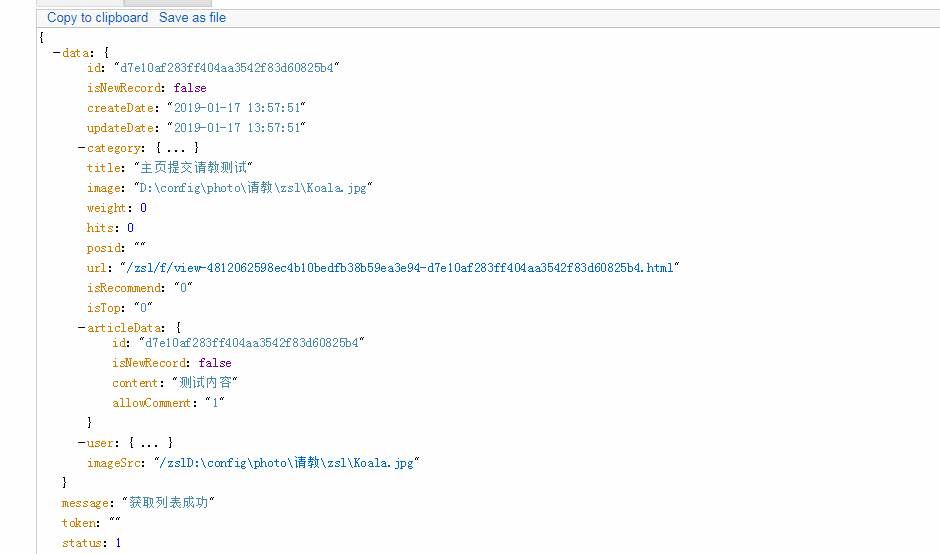 Copy to clipboard Save as file
{
−data: {
id: "d7e10af283ff404aa3542f83d60825b4"
isNewRecord: false
createDate: "2019-01-17 13:57:51"
updateDate: "2019-01-17 13:57:51"
−category: { ... }
title: "主页提交请教测试"
image: "D:\config\photo\请教\zsl\Koala.jpg"
weight: 0
hits: 0
posid: ""
url: "/zsl/f/view-4812062598ec4b10bedfb38b59ea3e94-d7e10af283ff404aa3542f83d60825b4.html"
isRecommend: "0"
isTop: "0"
−articleData: {
id: "d7e10af283ff404aa3542f83d60825b4"
isNewRecord: false
content: "测试内容"
allowComment: "1"
}
−user: { ... }
imageSrc: "/zslD:\config\photo\请教\zsl\Koala.jpg"
}
message: "获取列表成功"
token: ""
status: 1